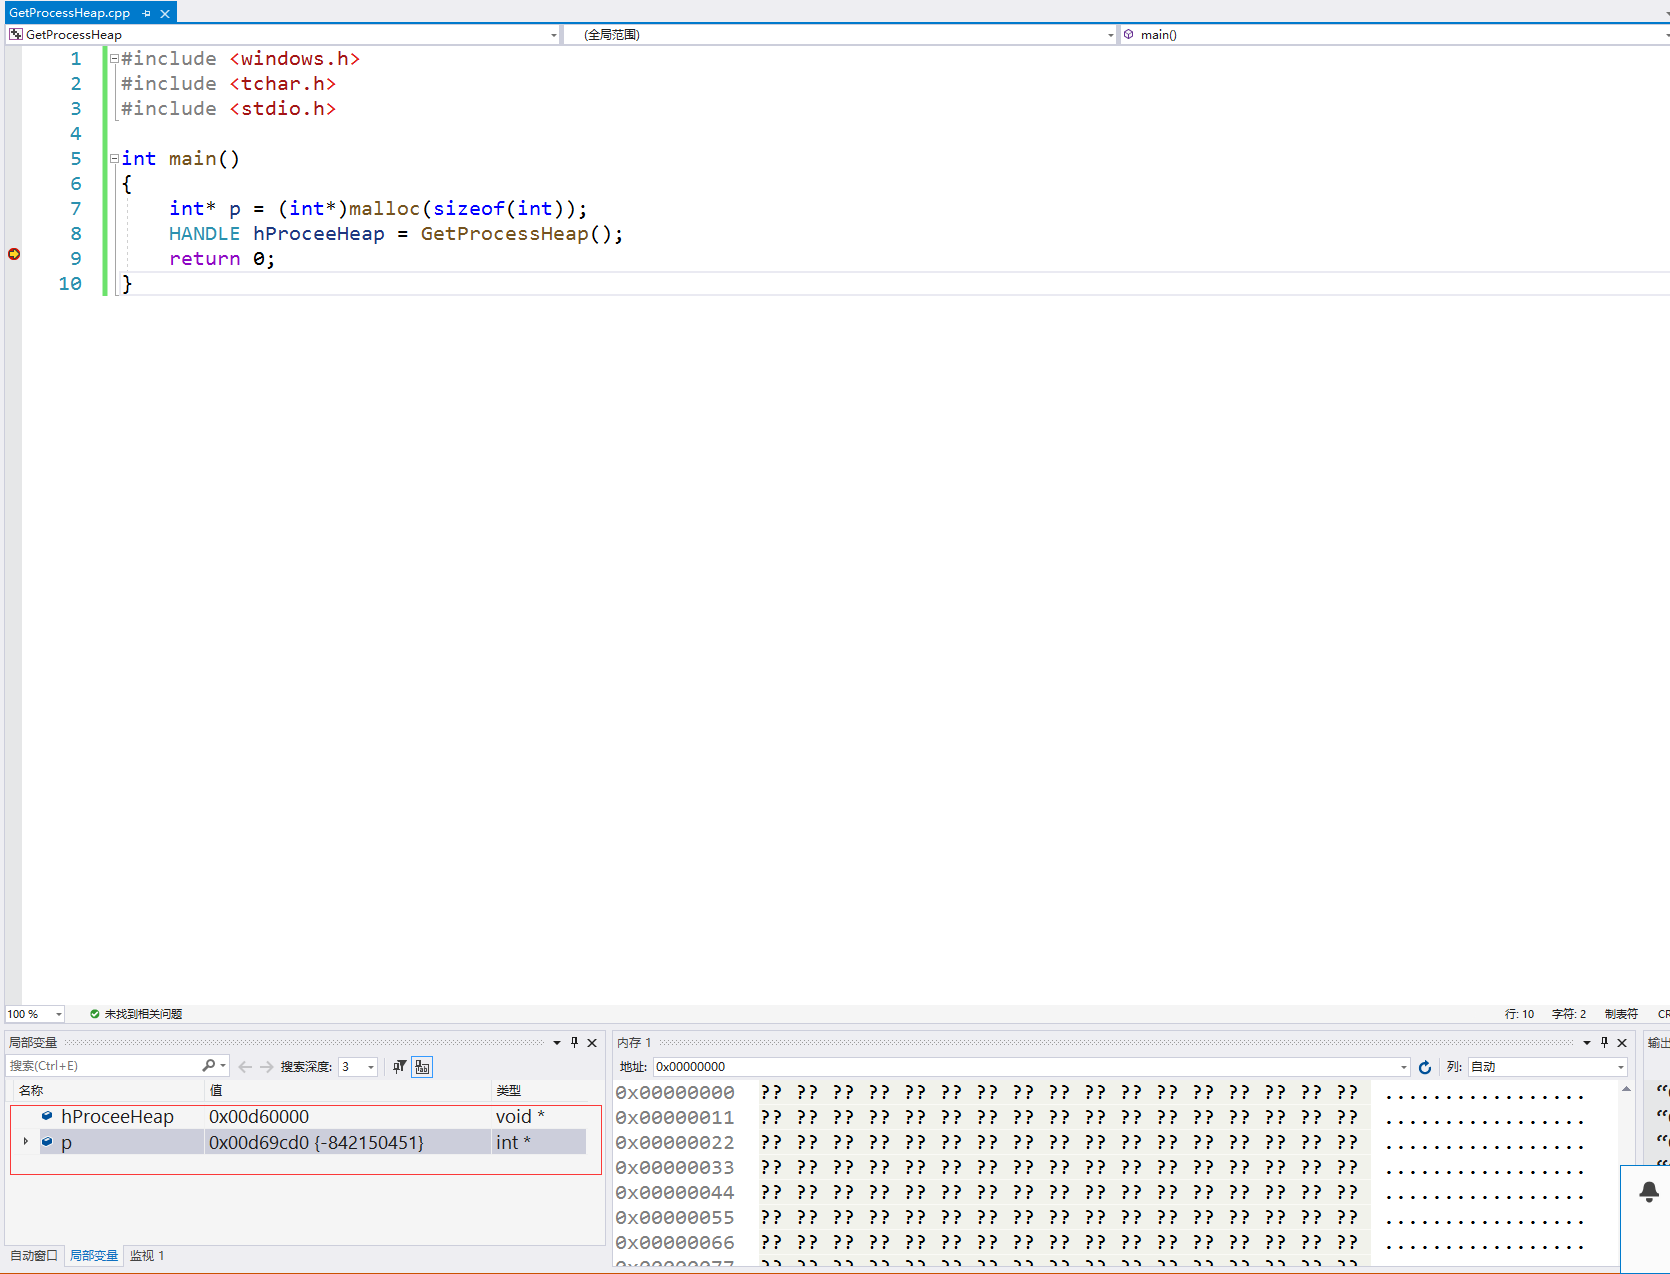 GetProcessHeap.cpp
GetProcessHeap (全局范围) main()
1 #include <windows.h>
2 #include <tchar.h>
3 #include <stdio.h>
4
5 int main()
6 {
7 int* p = (int*)malloc(sizeof(int));
8 HANDLE hProceeHeap = GetProcessHeap();
9 return 0;
10 }
100 % 未找到相关问题 行: 10 字符: 2 制表符 CR
局部变量
搜索(Ctrl+E) 搜索深度: 3
名称 值 类型
hProceeHeap 0x00d60000 void *
p 0x00d69cd0 {-842150451} int *
自动窗口 局部变量 监视 1
内存 1
地址: 0x00000000 列: 自动
0x00000000 ?? ?? ?? ?? ?? ?? ?? ?? ?? ?? ?? ?? ?? ?? ?? ?? ?? .................
0x00000011 ?? ?? ?? ?? ?? ?? ?? ?? ?? ?? ?? ?? ?? ?? ?? ?? ?? .................
0x00000022 ?? ?? ?? ?? ?? ?? ?? ?? ?? ?? ?? ?? ?? ?? ?? ?? ?? .................
0x00000033 ?? ?? ?? ?? ?? ?? ?? ?? ?? ?? ?? ?? ?? ?? ?? ?? ?? .................
0x00000044 ?? ?? ?? ?? ?? ?? ?? ?? ?? ?? ?? ?? ?? ?? ?? ?? ?? .................
0x00000055 ?? ?? ?? ?? ?? ?? ?? ?? ?? ?? ?? ?? ?? ?? ?? ?? ?? .................
0x00000066 ?? ?? ?? ?? ?? ?? ?? ?? ?? ?? ?? ?? ?? ?? ?? ?? ?? .................
0x00000077 ?? ?? ?? ?? ?? ?? ?? ?? ?? ?? ?? ?? ?? ?? ?? ?? ??
输出